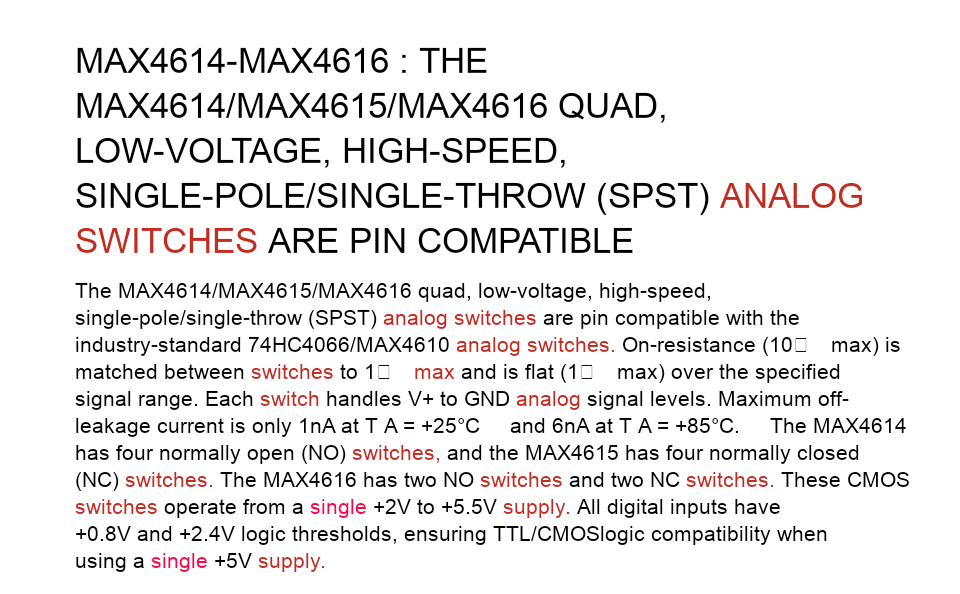 MAX4614-MAX4616 : THE
MAX4614/MAX4615/MAX4616 QUAD,
LOW-VOLTAGE, HIGH-SPEED,
SINGLE-POLE/SINGLE-THROW (SPST) ANALOG
SWITCHES ARE PIN COMPATIBLE
The MAX4614/MAX4615/MAX4616 quad, low-voltage, high-speed,
single-pole/single-throw (SPST) analog switches are pin compatible with the
industry-standard 74HC4066/MAX4610 analog switches. On-resistance (10□ max) is
matched between switches to 1□ max and is flat (1□ max) over the specified
signal range. Each switch handles V+ to GND analog signal levels. Maximum off-
leakage current is only 1nA at T A = +25°C and 6nA at T A = +85°C. The MAX4614
has four normally open (NO) switches, and the MAX4615 has four normally closed
(NC) switches. The MAX4616 has two NO switches and two NC switches. These CMOS
switches operate from a single +2V to +5.5V supply. All digital inputs have
+0.8V and +2.4V logic thresholds, ensuring TTL/CMOSlogic compatibility when
using a single +5V supply.